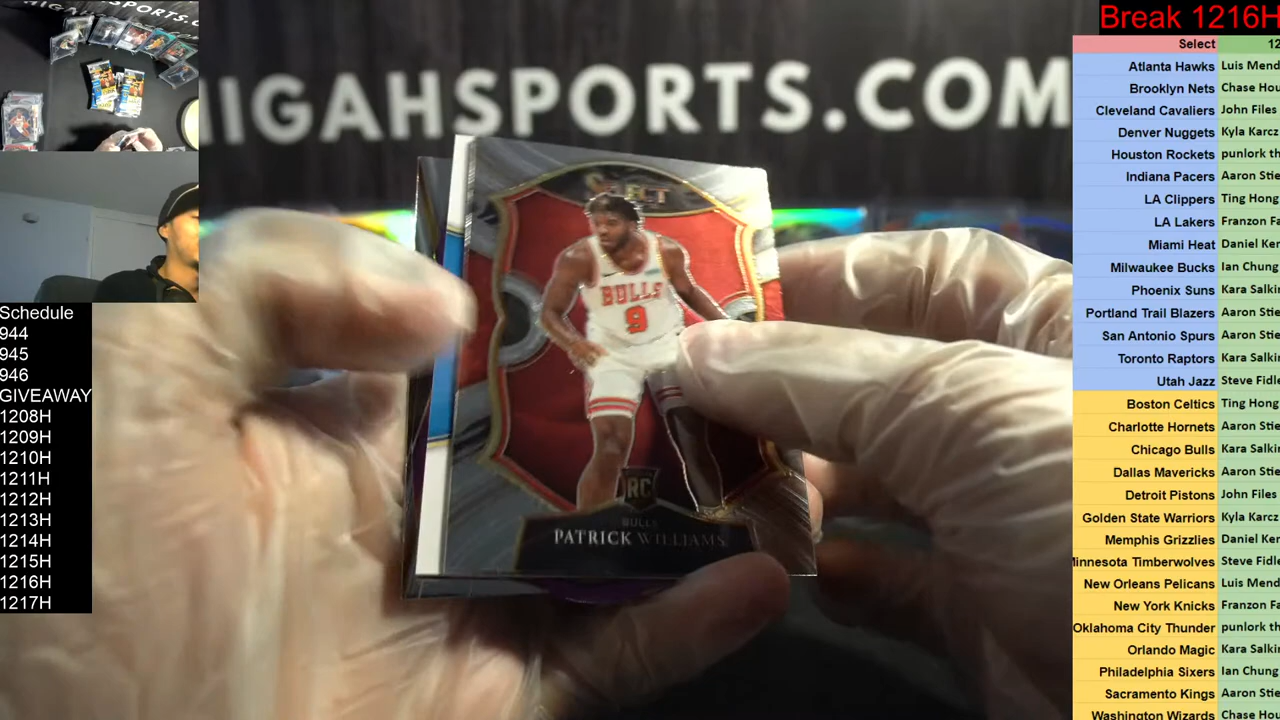 IGAHSPORTS.COM
Break 1216H
Select 12
Atlanta Hawks Luis Mend
Brooklyn Nets Chase Hou
Cleveland Cavaliers John Files
Denver Nuggets Kyla Karcz
Houston Rockets punlork th
Indiana Pacers Aaron Stie
LA Clippers Ting Hong
LA Lakers Franzon Fa
Miami Heat Daniel Ker
Milwaukee Bucks Ian Chung
Phoenix Suns Kara Salkin
Portland Trail Blazers Aaron Stie
San Antonio Spurs Aaron Stie
Toronto Raptors Kara Salkin
Utah Jazz Steve Fidle
Boston Celtics Ting Hong
Charlotte Hornets Aaron Stie
Chicago Bulls Kara Salkin
Dallas Mavericks Aaron Stie
Detroit Pistons John Files
Golden State Warriors Kyla Karcz
Memphis Grizzlies Daniel Ker
Minnesota Timberwolves Steve Fidle
New Orleans Pelicans Luis Mend
New York Knicks Franzon Fa
Oklahoma City Thunder punlork th
Orlando Magic Kara Salkin
Philadelphia Sixers Ian Chung
Sacramento Kings Aaron Stie
Washington Wizards Chase Hou
SELECT
BULLS
9
RC
BULLS
PATRICK WILLIAMS
Schedule
944
945
946
GIVEAWAY
1208H
1209H
1210H
1211H
1212H
1213H
1214H
1215H
1216H
1217H